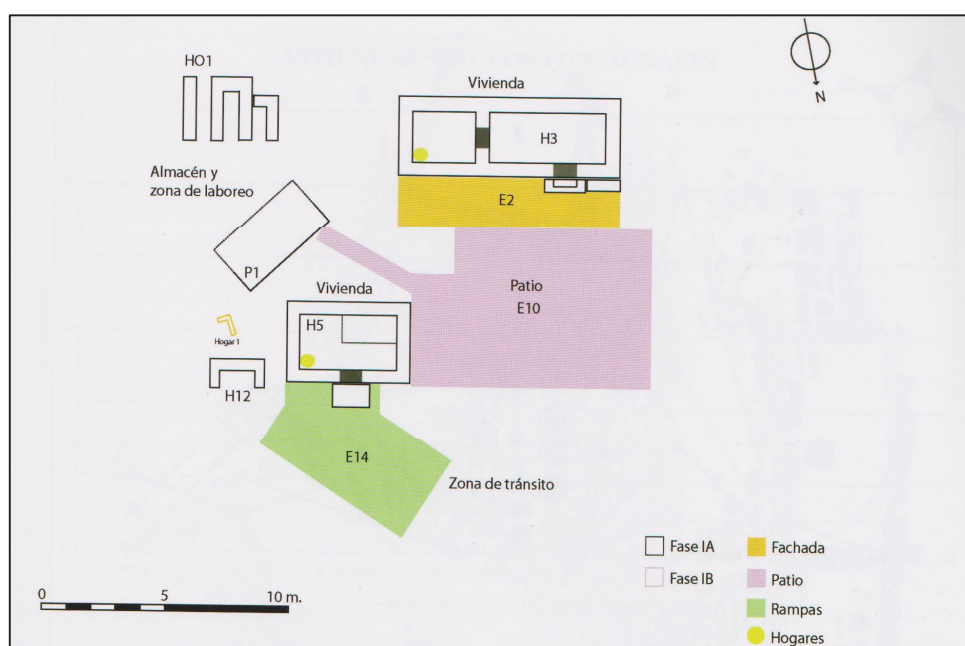 HO1
Vivienda
N
H3
Almacén y
zona de laboreo
E2
P1
Vivienda
Patio
E10
H5
Hogar 1
H12
E14
Zona de tránsito
Fase IA
Fachada
Fase IB
Patio
Rampas
Hogares
0
5
10 m.